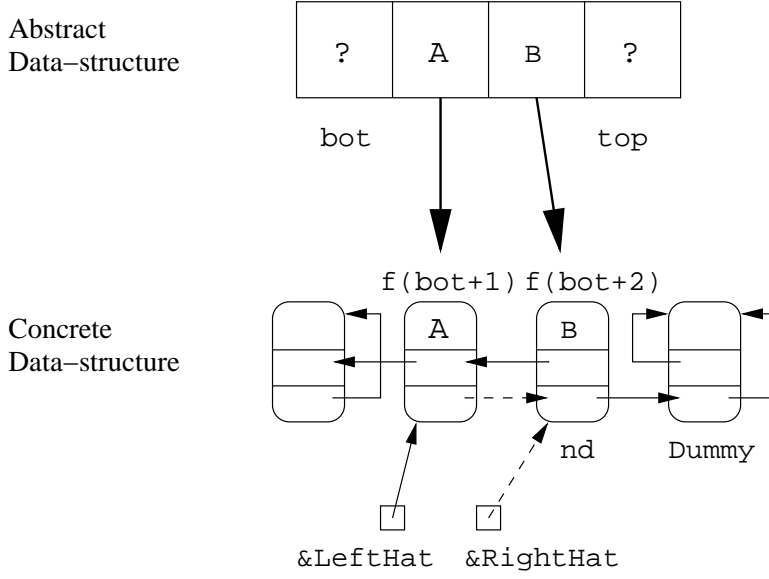 Abstract
Data−structure
? A B ?
bot top
f(bot+1) f(bot+2)
Concrete
Data−structure
A B
nd Dummy
&LeftHat &RightHat